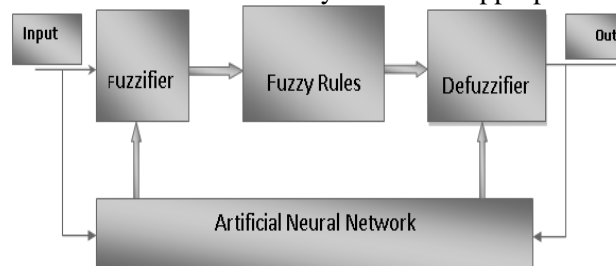 Input
Fuzzifier
Fuzzy Rules
Defuzzifier
Out
Artificial Neural Network